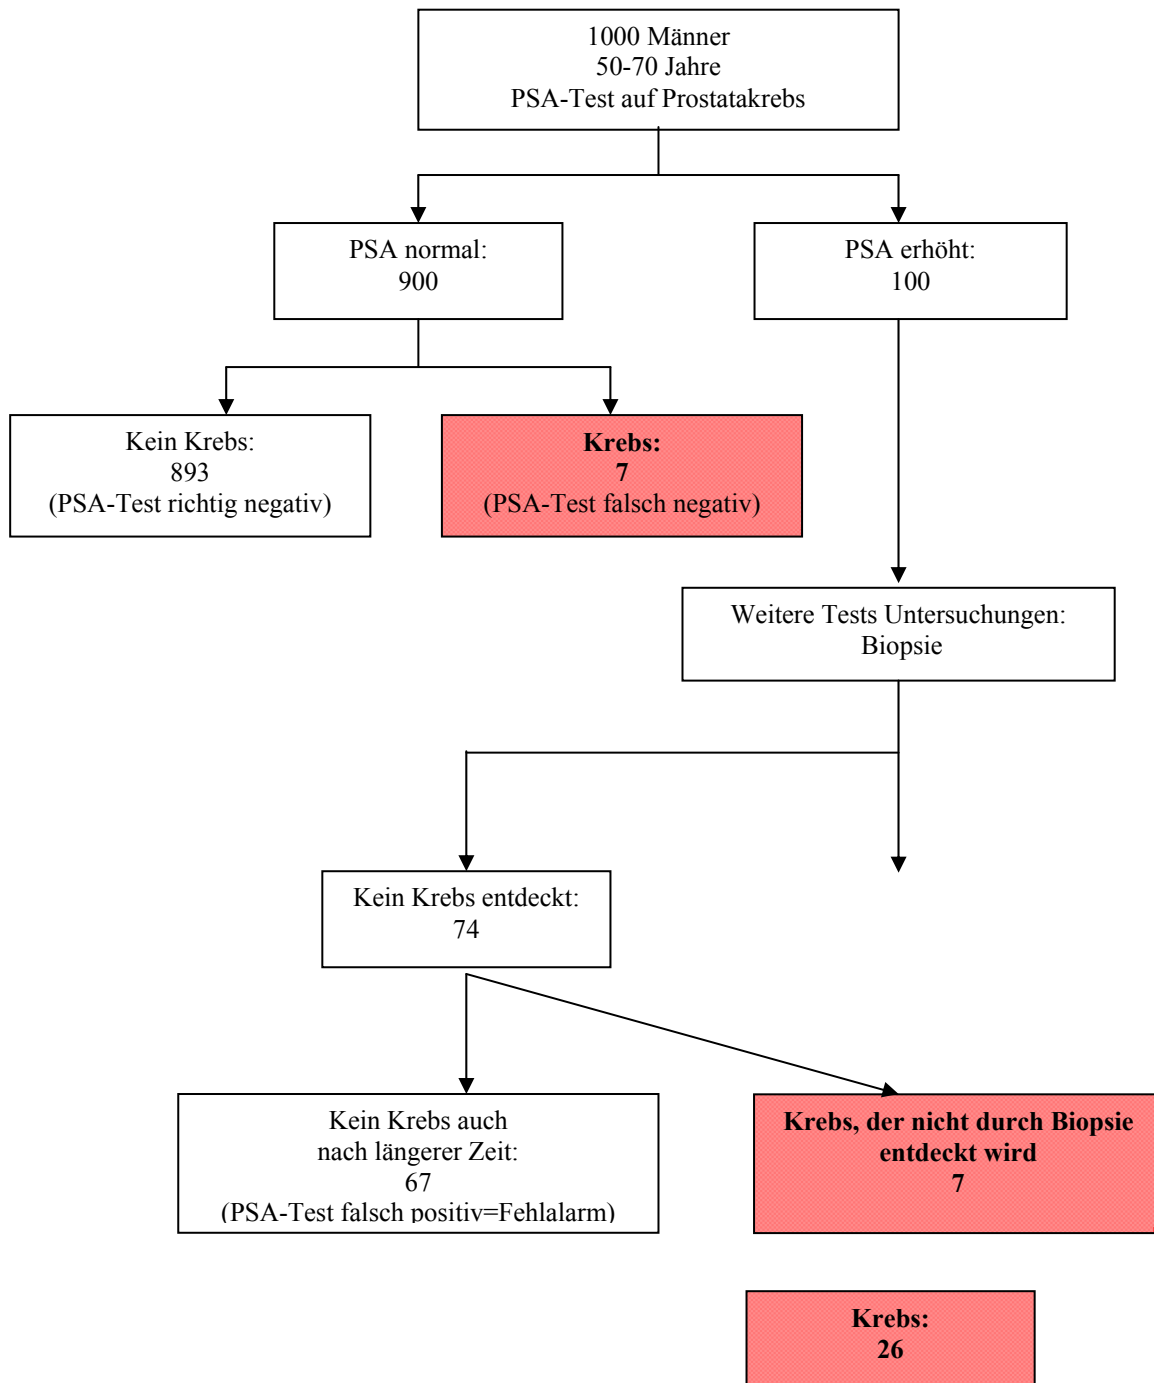 1000 Männer
50-70 Jahre
PSA-Test auf Prostatakrebs
PSA normal:
900
PSA erhöht:
100
Kein Krebs:
893
(PSA-Test richtig negativ)
Krebs:
7
(PSA-Test falsch negativ)
Weitere Tests Untersuchungen:
Biopsie
Kein Krebs entdeckt:
74
Kein Krebs auch
nach längerer Zeit:
67
(PSA-Test falsch positiv=Fehlalarm)
Krebs, der nicht durch Biopsie
entdeckt wird
7
Krebs:
26